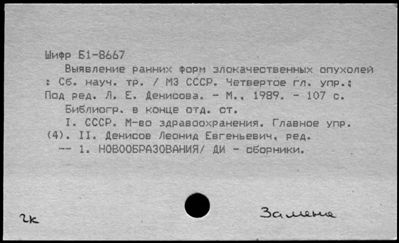 Шифр Б1-8667
Выявление ранних форм злокачественных опухолей
: Сб. науч. тр. / МЗ СССР. Четвертое гл. упр.;
Под ред. Л. Е. Денисова. - М., 1989. - 107 с.
Библиогр. в конце отд. ст.
I. СССР. М-во здравоохранения. Главное упр.
(4). II. Денисов Леонид Евгеньевич, ред.
-- 1. НОВООБРАЗОВАНИЯ/ ДИ - сборники.
гк
Замена